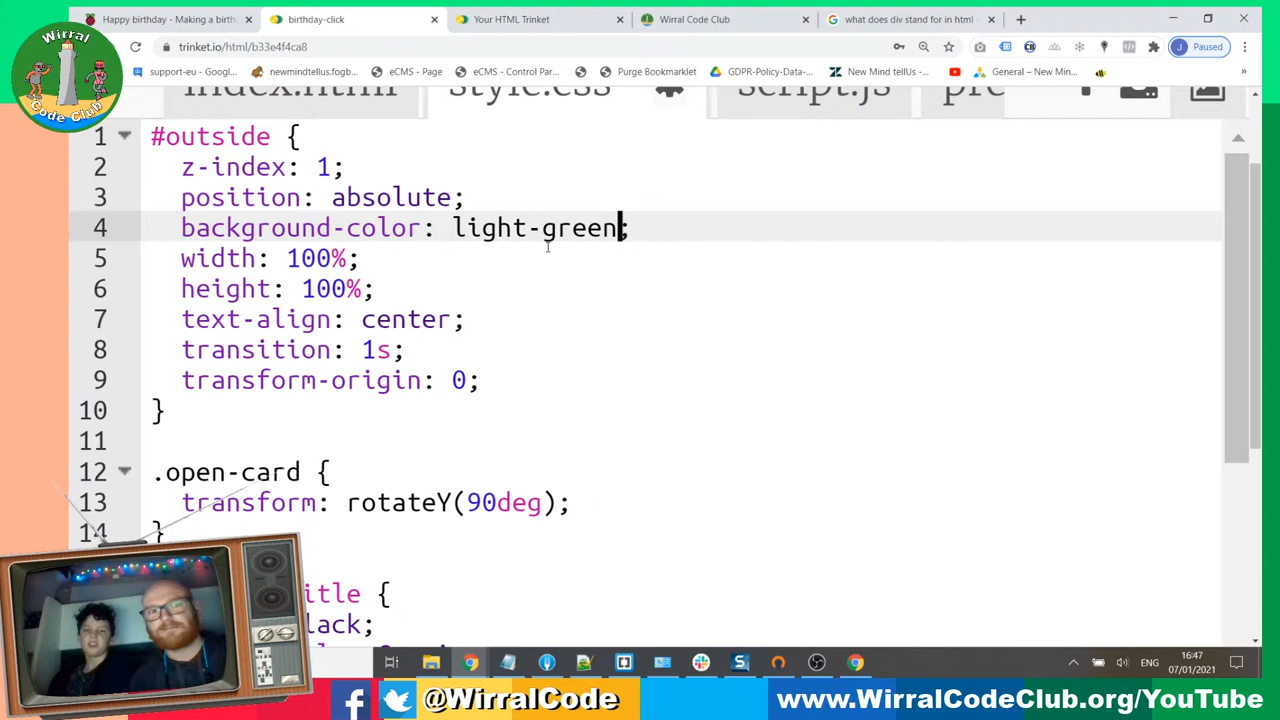 Wirral
Code Club
Happy birthday - Making a birth
birthday-click
Your HTML Trinket
Wirral Code Club
what does div stand for in html -
trinket.io/html/b33e4f4ca8
Paused
support-eu - Googl...
newmindtellus.fogb...
eCMS - Page
eCMS - Control Par...
Purge Bookmarklet
GDPR-Policy-Data-...
New Mind tellUs -...
General – New Min...
index.html
style.css
script.js
1 #outside {
2 z-index: 1;
3 position: absolute;
4 background-color: light-green;
5 width: 100%;
6 height: 100%;
7 text-align: center;
8 transition: 1s;
9 transform-origin: 0;
10 }
11
12 .open-card {
13 transform: rotateY(90deg);
14 }
itle {
lack;
ENG
16:47
07/01/2021
@WirralCode
www.WirralCodeClub.org/YouTube